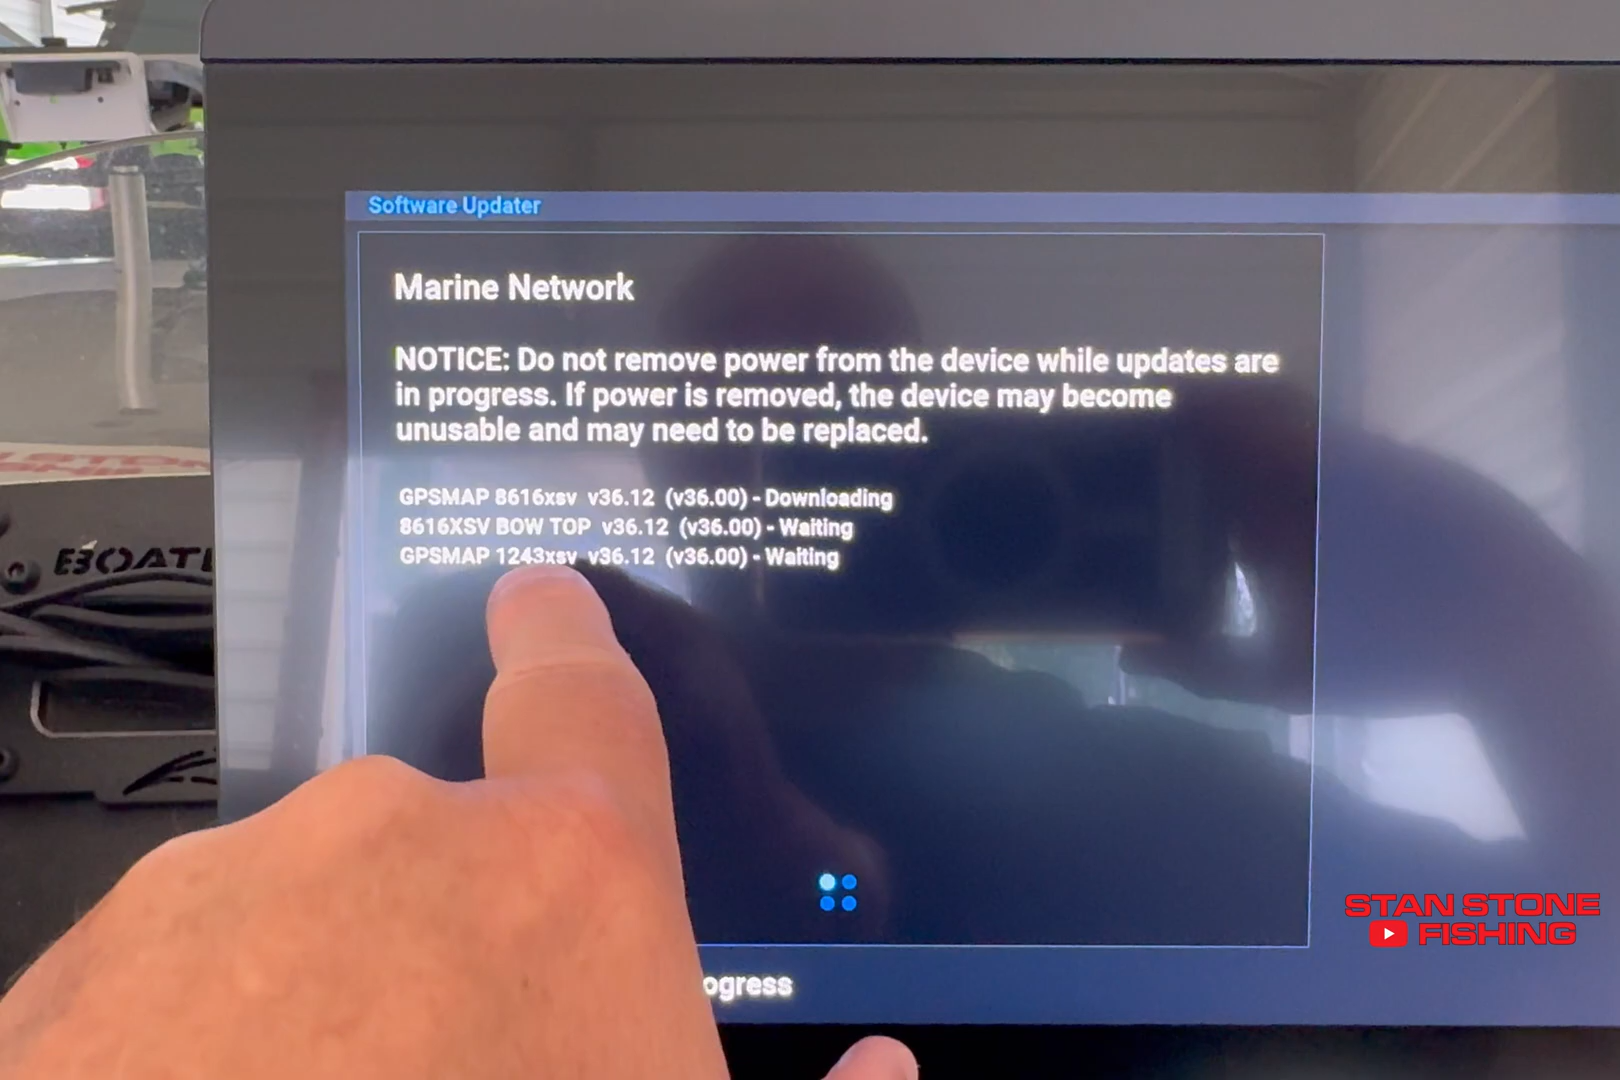 Software Updater
Marine Network
NOTICE: Do not remove power from the device while updates are
in progress. If power is removed, the device may become
unusable and may need to be replaced.
GPSMAP 8616xsv v36.12 (v36.00) - Downloading
8616XSV BOW TOP v36.12 (v36.00) - Waiting
GPSMAP 1243xsv v36.12 (v36.00) - Waiting
ogress
BOAT
STAN STONE
FISHING